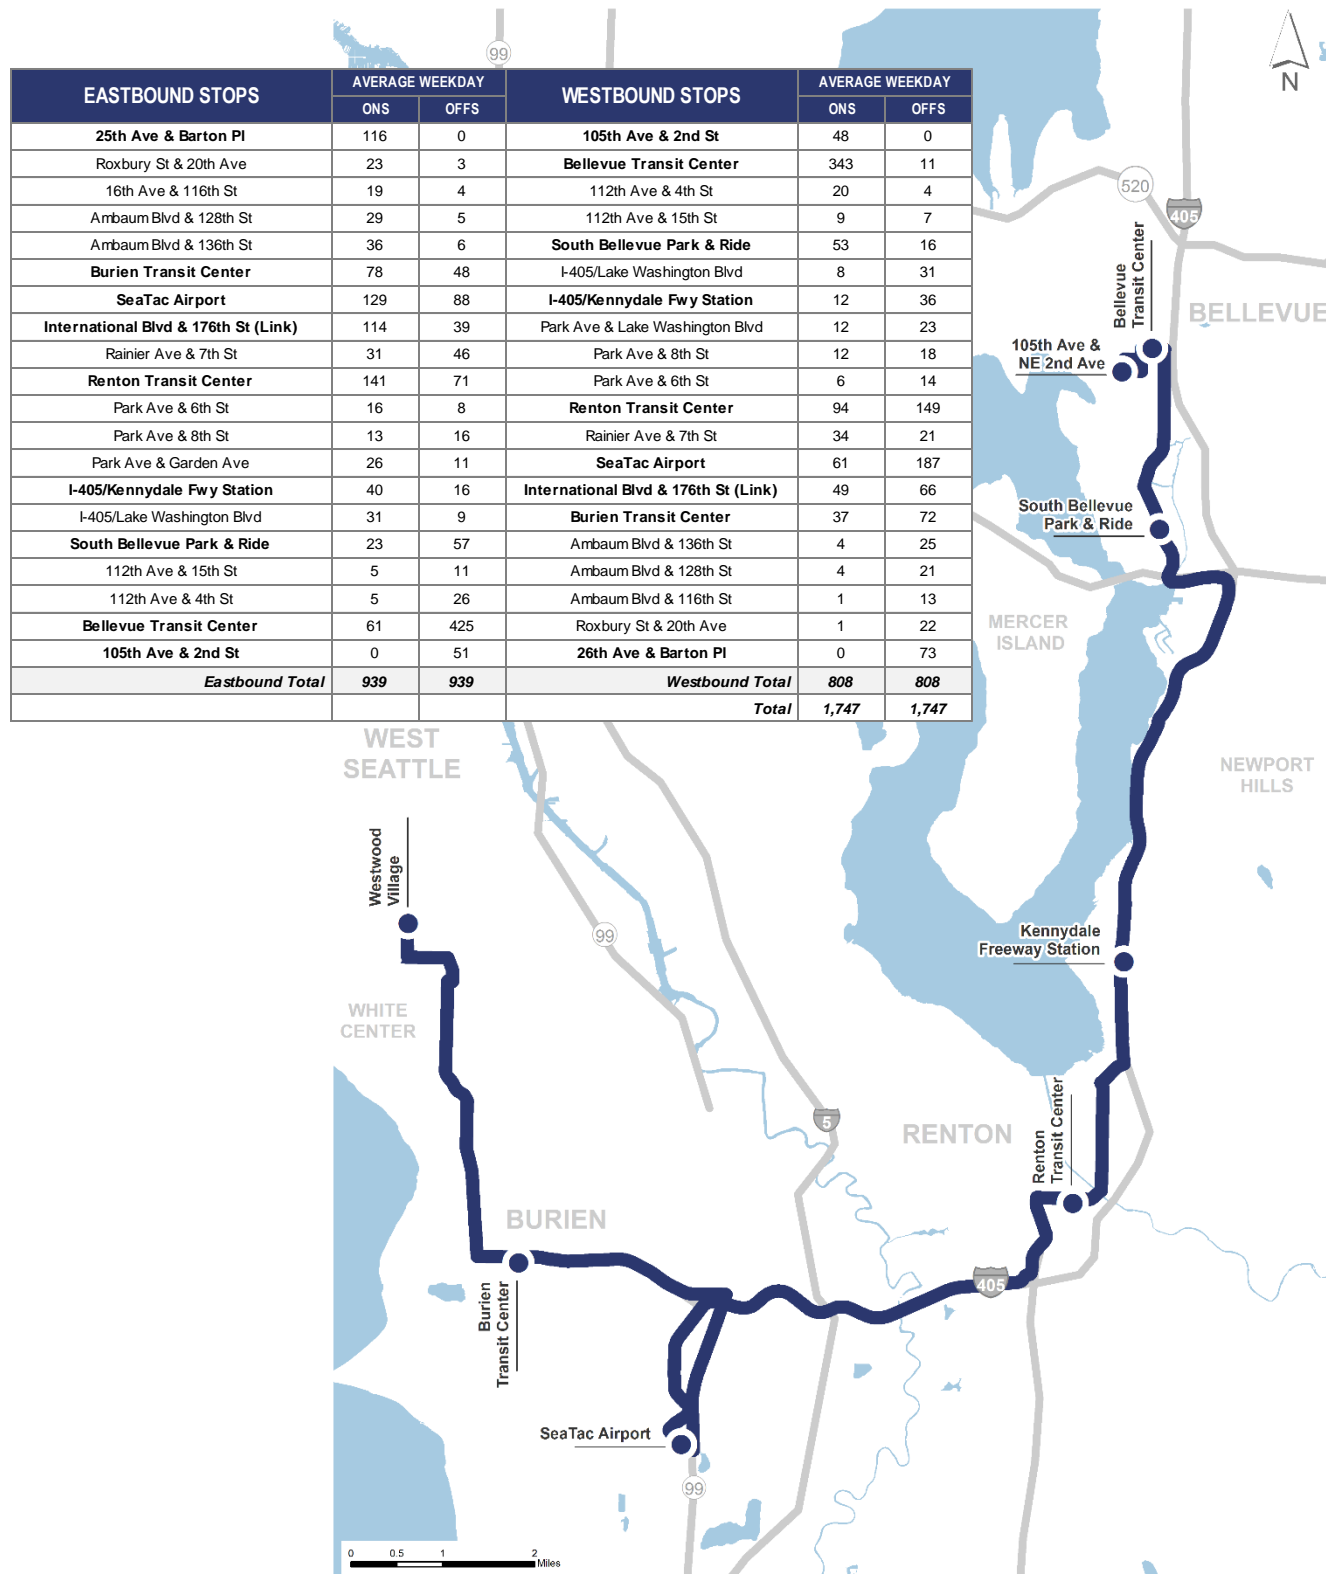 99
N
EASTBOUND STOPS AVERAGE WEEKDAY WESTBOUND STOPS AVERAGE WEEKDAY
ONS OFFS ONS OFFS
25th Ave & Barton Pl 116 0 105th Ave & 2nd St 48 0
Roxbury St & 20th Ave 23 3 Bellevue Transit Center 343 11
16th Ave & 116th St 19 4 112th Ave & 4th St 20 4
Ambaum Blvd & 128th St 29 5 112th Ave & 15th St 9 7
Ambaum Blvd & 136th St 36 6 South Bellevue Park & Ride 53 16
Burien Transit Center 78 48 I-405/Lake Washington Blvd 8 31
SeaTac Airport 129 88 I-405/Kennydale Fwy Station 12 36
International Blvd & 176th St (Link) 114 39 Park Ave & Lake Washington Blvd 12 23
Rainier Ave & 7th St 31 46 Park Ave & 8th St 12 18
Renton Transit Center 141 71 Park Ave & 6th St 6 14
Park Ave & 6th St 16 8 Renton Transit Center 94 149
Park Ave & 8th St 13 16 Rainier Ave & 7th St 34 21
Park Ave & Garden Ave 26 11 SeaTac Airport 61 187
I-405/Kennydale Fwy Station 40 16 International Blvd & 176th St (Link) 49 66
I-405/Lake Washington Blvd 31 9 Burien Transit Center 37 72
South Bellevue Park & Ride 23 57 Ambaum Blvd & 136th St 4 25
112th Ave & 15th St 5 11 Ambaum Blvd & 128th St 4 21
112th Ave & 4th St 5 26 Ambaum Blvd & 116th St 1 13
Bellevue Transit Center 61 425 Roxbury St & 20th Ave 1 22
105th Ave & 2nd St 0 51 26th Ave & Barton Pl 0 73
Eastbound Total 939 939 Westbound Total 808 808
Total 1,747 1,747
520
405
Bellevue
Transit Center
BELLEVUE
105th Ave &
NE 2nd Ave
South Bellevue
Park & Ride
MERCER
ISLAND
WEST
SEATTLE
NEWPORT
HILLS
Westwood
Village
99
Kennydale
Freeway Station
WHITE
CENTER
5
RENTON
Renton
Transit Center
BURIEN
405
Burien
Transit Center
SeaTac Airport
99
0 0.5 1 2
Miles